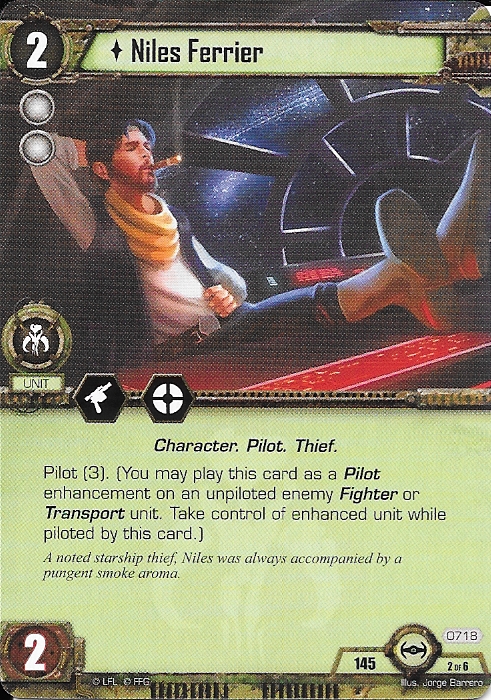 2
Niles Ferrier
UNIT
Character. Pilot. Thief.
Pilot (3). (You may play this card as a Pilot
enhancement on an unpiloted enemy Fighter or
Transport unit. Take control of enhanced unit while
piloted by this card.)
A noted starship thief, Niles was always accompanied by a
pungent smoke aroma.
2
0718
145
2 OF 6
© LFL © FFG
Illus. Jorge Barrero